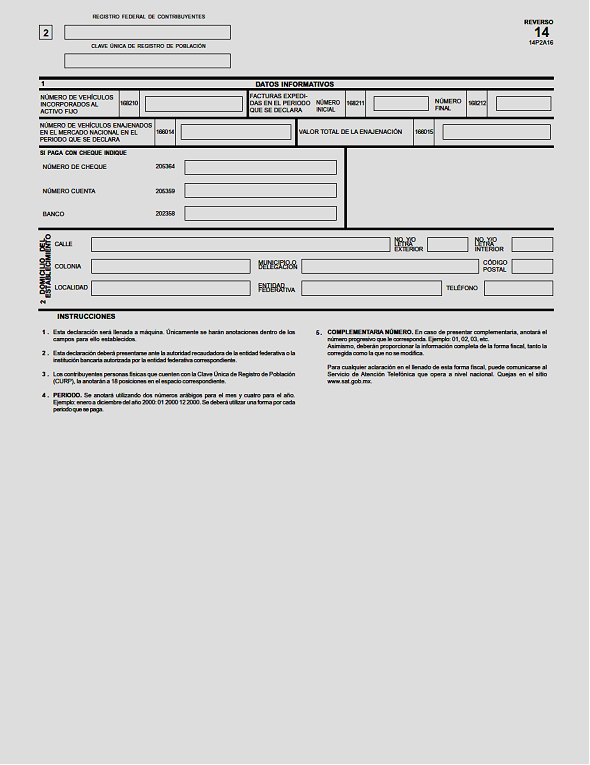 REGISTRO FEDERAL DE CONTRIBUYENTES
2
CLAVE ÚNICA DE REGISTRO DE POBLACIÓN
REVERSO
14
14P2A16
1 DATOS INFORMATIVOS
NÚMERO DE VEHÍCULOS
INCORPORADOS AL
ACTIVO FIJO
168210
FACTURAS EXPEDI-
DAS EN EL PERIODO
QUE SE DECLARA
NÚMERO
INICIAL
168211
NÚMERO
FINAL
168212
NÚMERO DE VEHÍCULOS ENAJENADOS
EN EL MERCADO NACIONAL EN EL
PERIODO QUE SE DECLARA
166014
VALOR TOTAL DE LA ENAJENACIÓN
166015
SI PAGA CON CHEQUE INDIQUE
NÚMERO DE CHEQUE 205364
NÚMERO CUENTA 205359
BANCO 202358
2 DOMICILIO DEL
ESTABLECIMIENTO
CALLE
NO. Y/O
LETRA
EXTERIOR
NO. Y/O
LETRA
INTERIOR
COLONIA
MUNICIPIO O
DELEGACIÓN
CÓDIGO
POSTAL
LOCALIDAD
ENTIDAD
FEDERATIVA
TELÉFONO
INSTRUCCIONES
1 . Esta declaración será llenada a máquina. Únicamente se harán anotaciones dentro de los
campos para ello establecidos.
2 . Esta declaración deberá presentarse ante la autoridad recaudadora de la entidad federativa o la
institución bancaria autorizada por la entidad federativa correspondiente.
3 . Los contribuyentes personas físicas que cuenten con la Clave Única de Registro de Población
(CURP), la anotarán a 18 posiciones en el espacio correspondiente.
4 . PERIODO. Se anotará utilizando dos números arábigos para el mes y cuatro para el año.
Ejemplo: enero a diciembre del año 2000: 01 2000 12 2000. Se deberá utilizar una forma por cada
periodo que se paga.
5 . COMPLEMENTARIA NÚMERO. En caso de presentar complementaria, anotará el
número progresivo que le corresponda. Ejemplo: 01, 02, 03, etc.
Asimismo, deberán proporcionar la información completa de la forma fiscal, tanto la
corregida como la que no se modifica.
Para cualquier aclaración en el llenado de esta forma fiscal, puede comunicarse al
Servicio de Atención Telefónica que opera a nivel nacional. Quejas en el sitio
www.sat.gob.mx.